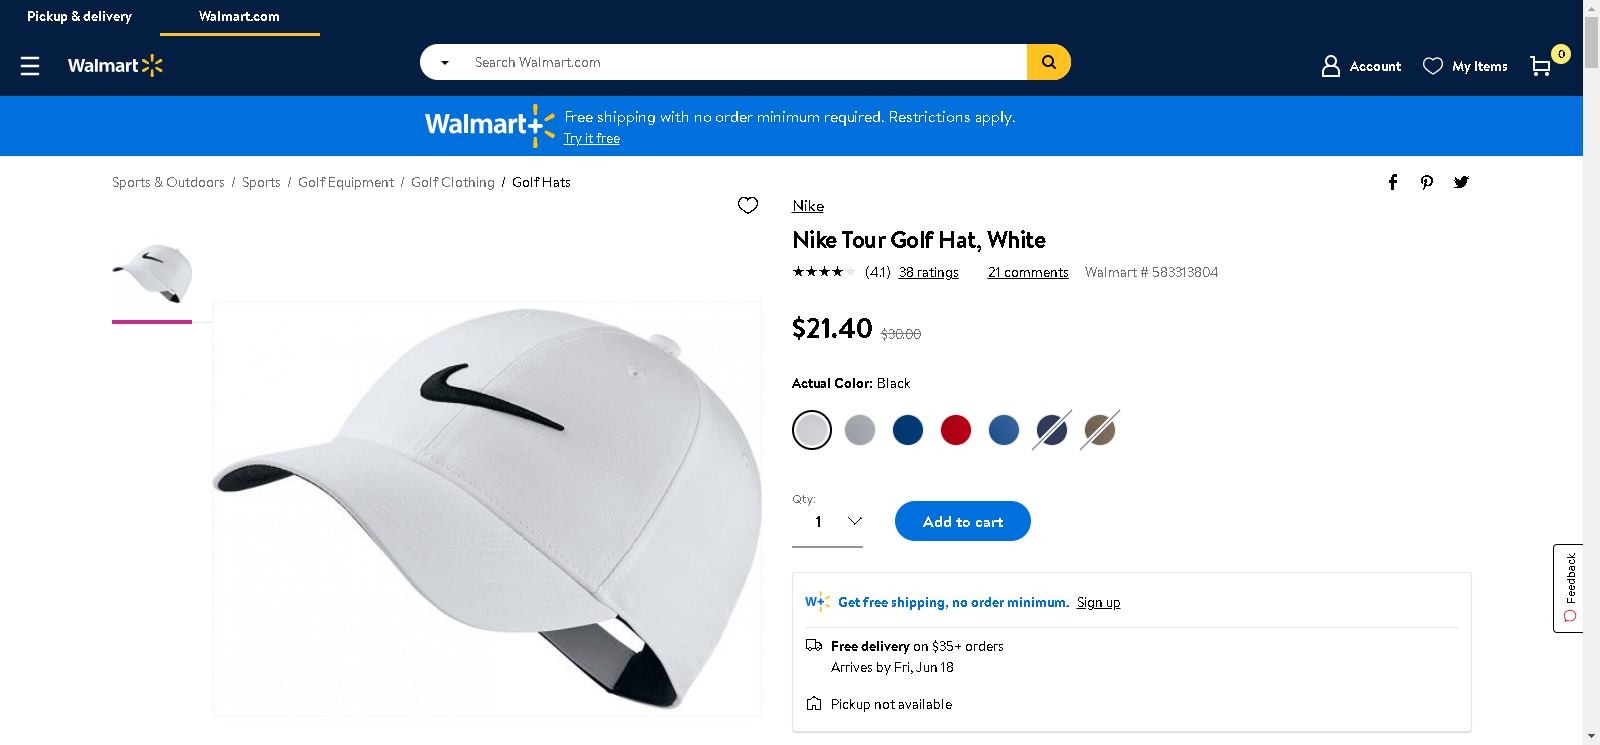 Pickup & delivery
Walmart.com
Walmart
Search Walmart.com
Account
My Items
0
Walmart+
Free shipping with no order minimum required. Restrictions apply.
Try it free
Sports & Outdoors / Sports / Golf Equipment / Golf Clothing / Golf Hats
Nike
Nike Tour Golf Hat, White
(4.1) 38 ratings 21 comments Walmart # 583313804
$21.40 $30.00
Actual Color: Black
Qty:
1
Add to cart
W+ Get free shipping, no order minimum. Sign up
Free delivery on $35+ orders
Arrives by Fri, Jun 18
Pickup not available
Feedback